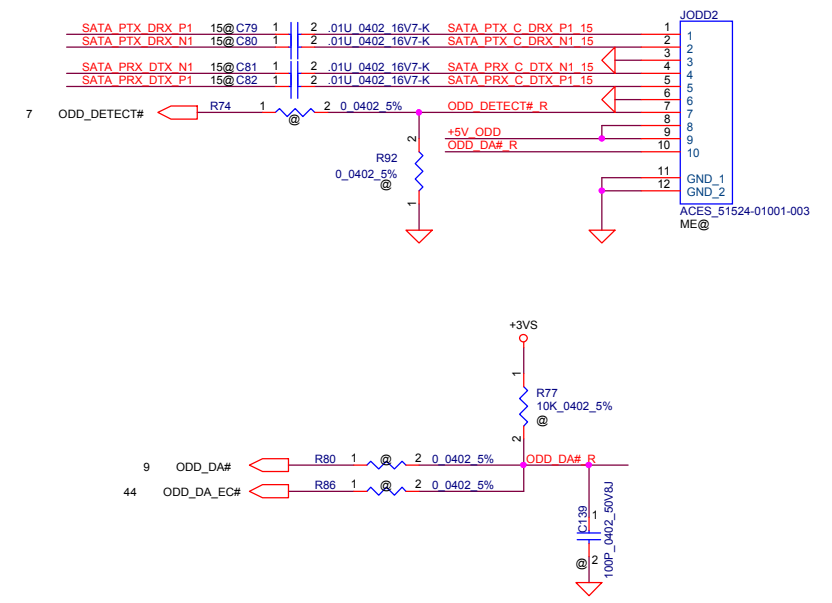 JODD2
SATA_PTX_DRX_P1 15@ C79 1 2 .01U_0402_16V7-K SATA_PTX_C_DRX_P1_15 1 1
SATA_PTX_DRX_N1 15@ C80 1 2 .01U_0402_16V7-K SATA_PTX_C_DRX_N1_15 2 2
3 3
SATA_PRX_DTX_N1 15@ C81 1 2 .01U_0402_16V7-K SATA_PRX_C_DTX_N1_15 4 4
SATA_PRX_DTX_P1 15@ C82 1 2 .01U_0402_16V7-K SATA_PRX_C_DTX_P1_15 5 5
6 6
7 ODD_DETECT# R74 1 2 0_0402_5% ODD_DETECT#_R 7 7
@
8 8
+5V_ODD 9 9
ODD_DA#_R 10 10
2
R92
0_0402_5%
@
1
11 GND_1
12 GND_2
ACES_51524-01001-003
ME@
+3VS
1
R77
10K_0402_5%
@
2
9 ODD_DA# R80 1 @ 2 0_0402_5% ODD_DA#_R
44 ODD_DA_EC# R86 1 @ 2 0_0402_5%
C139
1
100P_0402_50V8J
@ 2